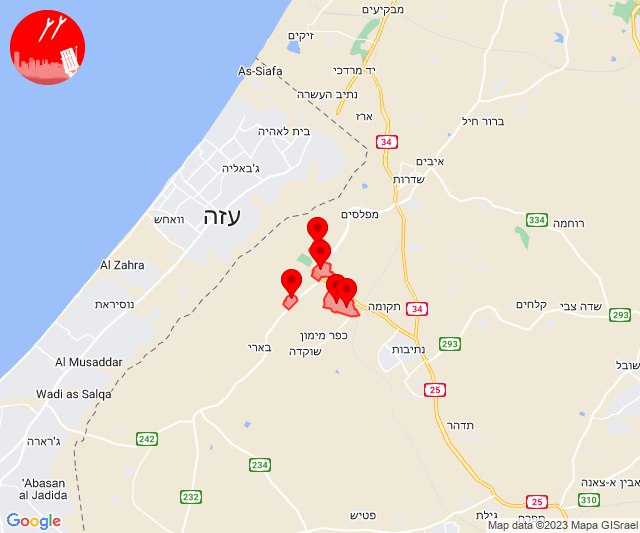 מבקיעים
זיקים
As-Siafa
יד מרדכי
נתיב העשרה
ארז
ברור חיל
בית לאהיה
34
איבים
ג'באליה
שדרות
עזה
וואחש
מפלסים
334
רוחמה
Al Zahra
נוסיראת
תקומה
34
קלחים
שדה צבי
293
כפר מימון
293
בארי
שוקדה
נתיבות
Al Musaddar
שובל
25
Wadi as Salqa
תדהר
242
ג'רארה
234
'Abasan
al Jadida
232
אבין א-צאנה
310
25
פטיש
גילת
תפרח
Google
Map data ©2023 Mapa GISrael